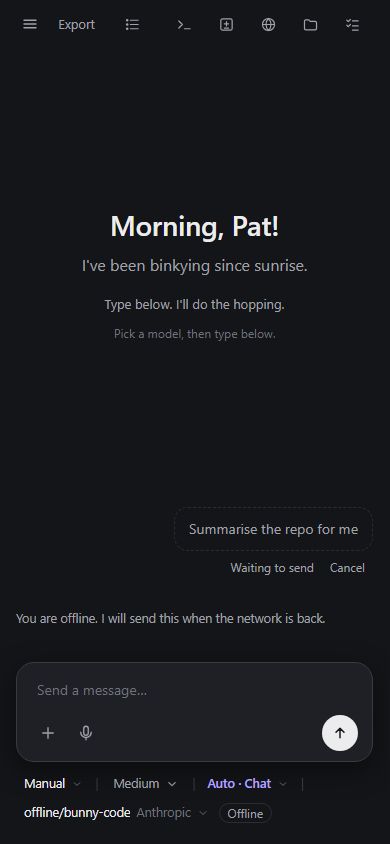 Export
Morning, Pat!
I've been binkying since sunrise.
Type below. I'll do the hopping.
Pick a model, then type below.
Summarise the repo for me
Waiting to send Cancel
You are offline. I will send this when the network is back.
Send a message...
Manual | Medium | Auto · Chat |
offline/bunny-code Anthropic Offline